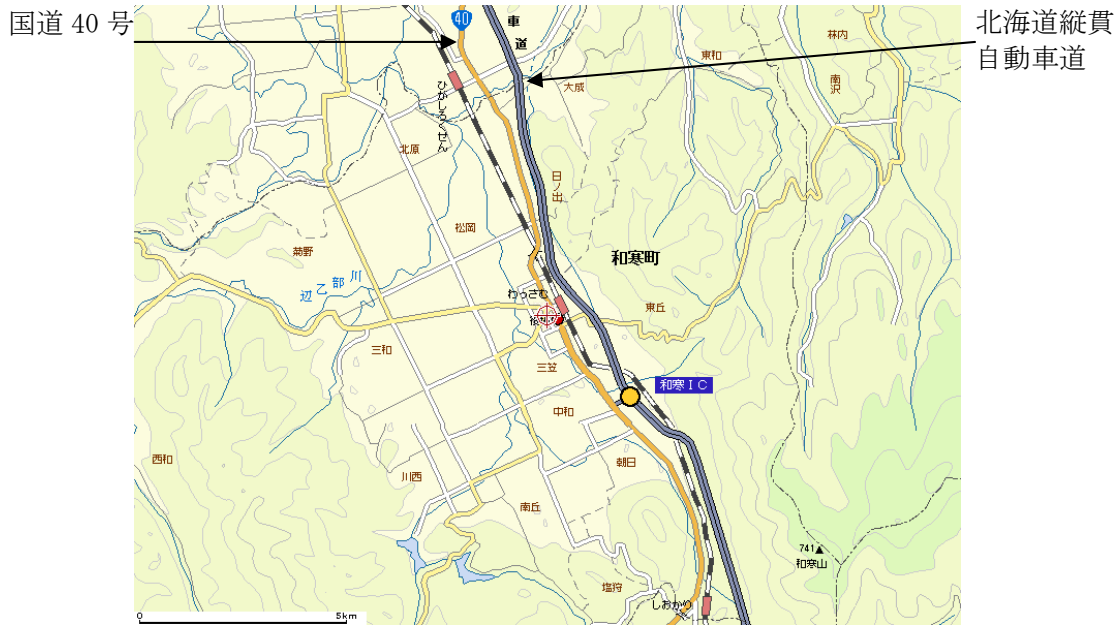 国道 40 号
北海道縦貫
自動車道
40
車
道
林内
東和
南沢
大成
ひがしろくせん
北原
日ノ出
松岡
菊野
和寒町
辺乙部川
わっさむ
東丘
三和
三笠
和寒IC
中和
西和
朝日
川西
南丘
741
和寒山
塩狩
しおかり
0
5km